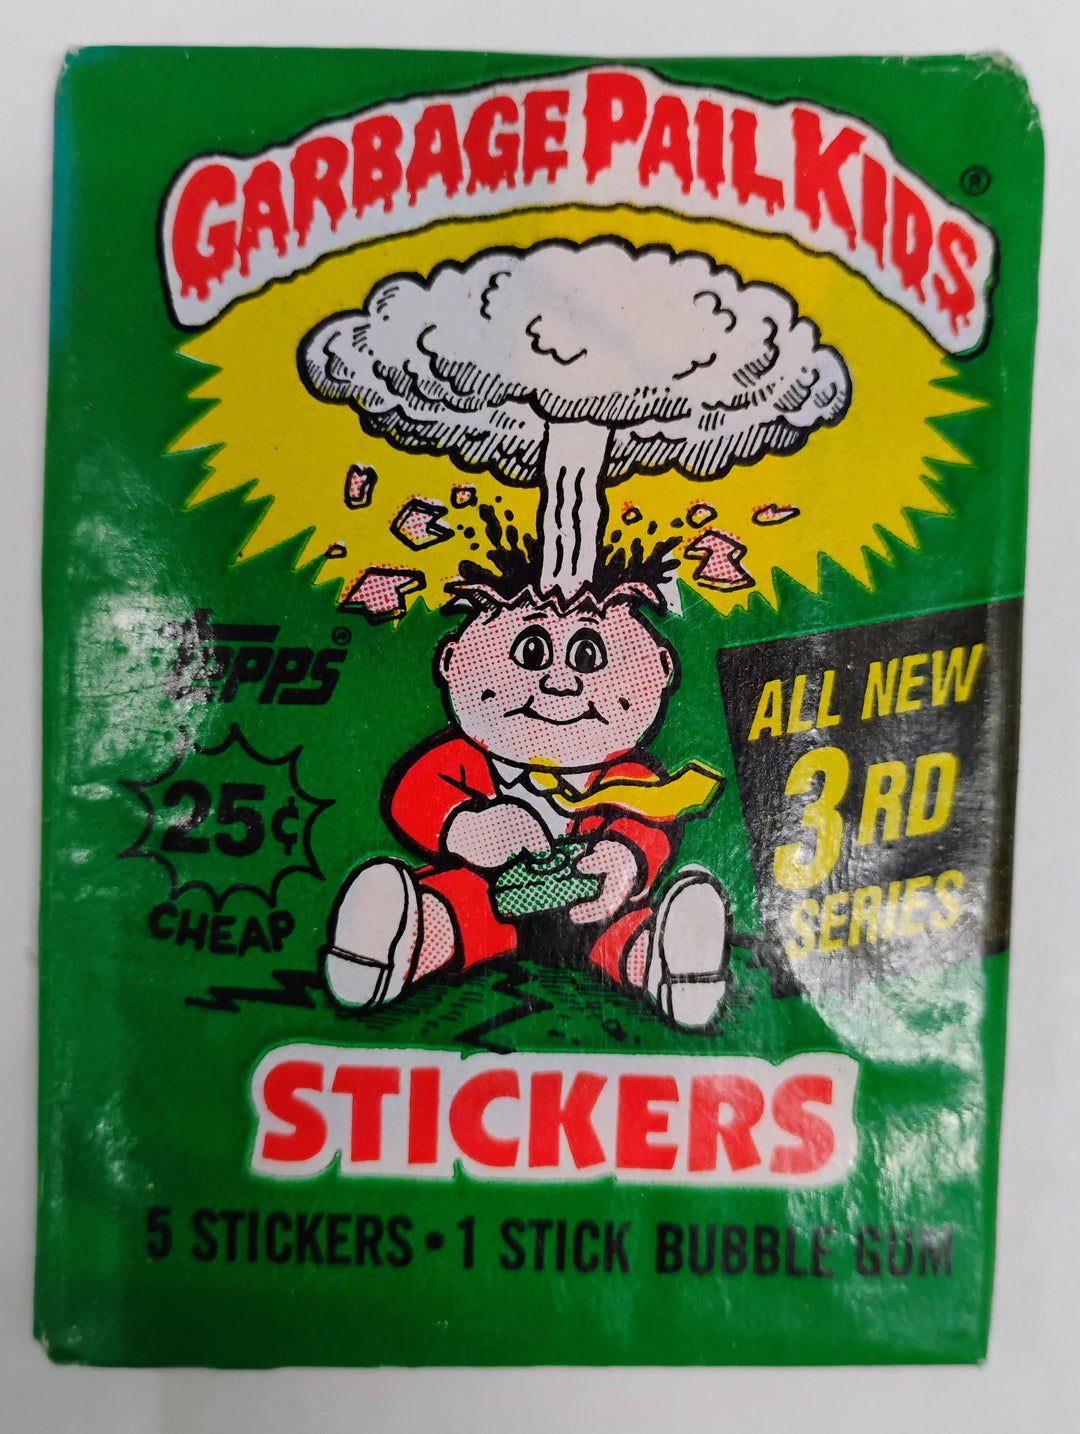 GARBAGE PAIL KIDS®
TOPPS®
25¢
CHEAP
ALL NEW
3RD
SERIES
STICKERS
5 STICKERS • 1 STICK BUBBLE GUM